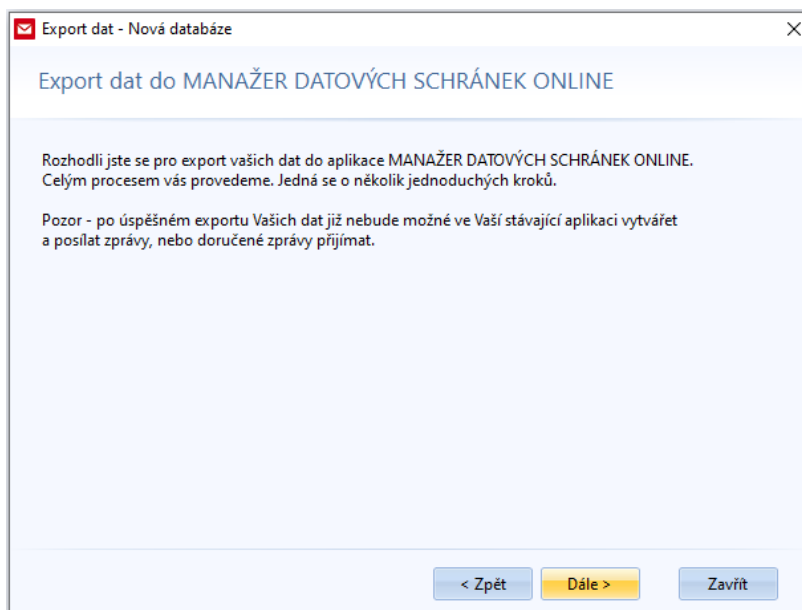 Export dat - Nová databáze
Export dat do MANAŽER DATOVÝCH SCHRÁNEK ONLINE
Rozhodli jste se pro export vašich dat do aplikace MANAŽER DATOVÝCH SCHRÁNEK ONLINE.
Celým procesem vás provedeme. Jedná se o několik jednoduchých kroků.
Pozor - po úspěšném exportu Vašich dat již nebude možné ve Vaší stávající aplikaci vytvářet
a posílat zprávy, nebo doručené zprávy přijímat.
< Zpět
Dále >
Zavřít